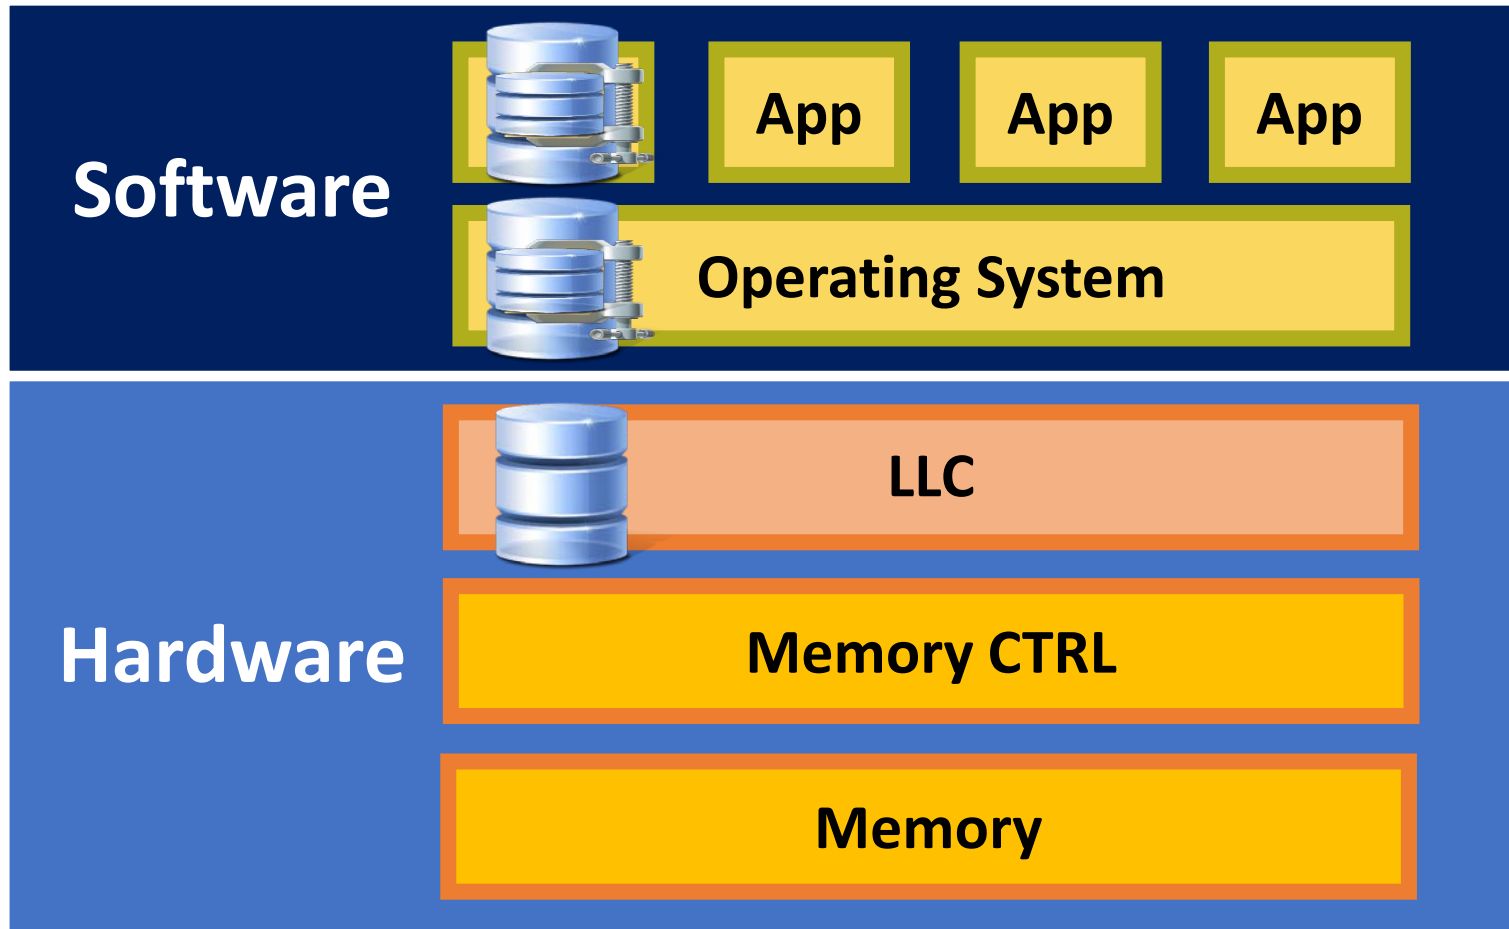 Software
App
App
App
Operating System
Hardware
LLC
Memory CTRL
Memory